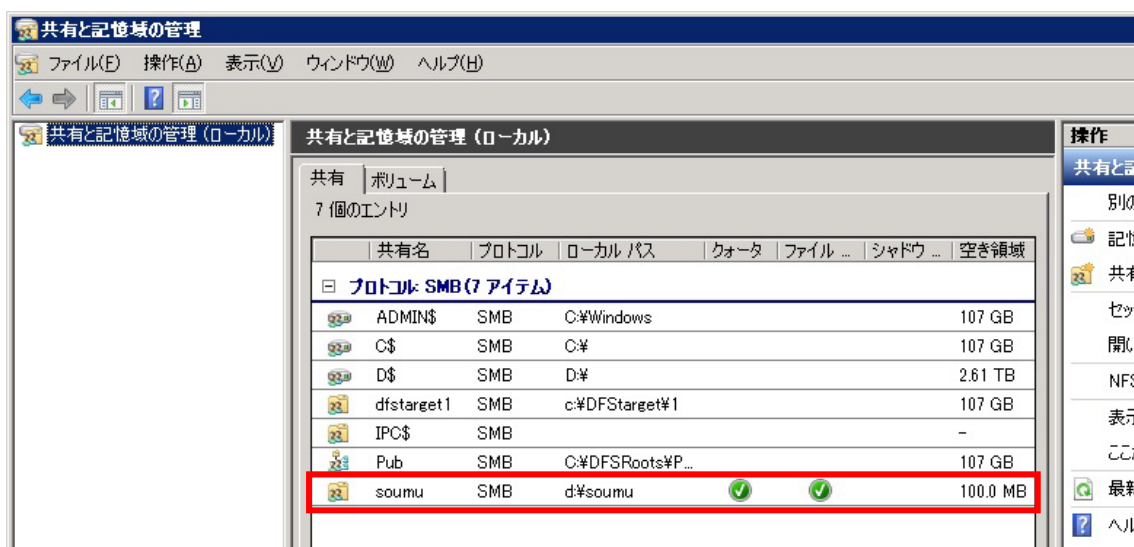 共有と記憶域の管理
ファイル(F) 操作(A) 表示(V) ウィンドウ(W) ヘルプ(H)
共有と記憶域の管理 (ローカル)
共有と記憶域の管理 (ローカル)
共有 ボリューム
7 個のエントリ
共有名 プロトコル ローカル パス クォータ ファイル ... シャドウ ... 空き領域
プロトコル: SMB (7 アイテム)
ADMIN$ SMB C:¥Windows 107 GB
C$ SMB C:¥ 107 GB
D$ SMB D:¥ 2.61 TB
dfstarget1 SMB c:¥DFStarget¥1 107 GB
IPC$ SMB -
Pub SMB C:¥DFSRoots¥P... 107 GB
soumu SMB d:¥soumu 100.0 MB
操作
共有と記
別の
記憶
共有
セッ
開い
NFS
表示
ここか
最新
ヘル